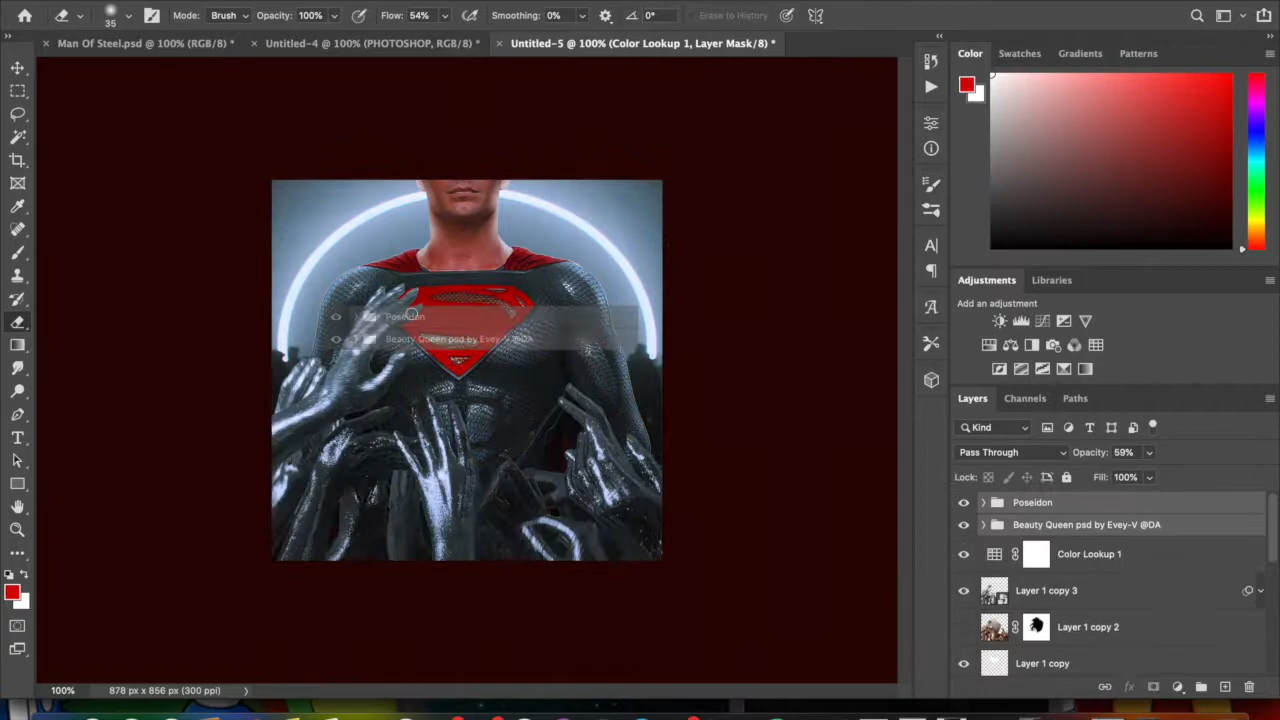 35 Mode: Brush Opacity: 100% Flow: 54% Smoothing: 0% 0° Erase to History
Man Of Steel.psd @ 100% (RGB/8) *
Untitled-4 @ 100% (PHOTOSHOP, RGB/8) *
Untitled-5 @ 100% (Color Lookup 1, Layer Mask/8) *
Color Swatches Gradients Patterns
Adjustments Libraries
Add an adjustment
Poseidon
Beauty Queen psd by Evey-V @DA
Layers Channels Paths
Kind
Pass Through Opacity: 59%
Lock: Fill: 100%
Poseidon
Beauty Queen psd by Evey-V @DA
Color Lookup 1
Layer 1 copy 3
Layer 1 copy 2
Layer 1 copy
100% 878 px x 856 px (300 ppi)